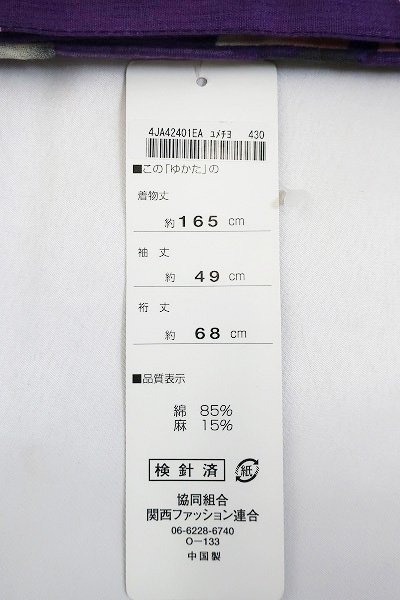 4JA42401EA ユメチヨ 430
■この「ゆかた」の
着物丈
約165 cm
袖丈
約 49 cm
裄丈
約 68 cm
■品質表示
綿 85%
麻 15%
検針済 紙
協同組合
関西ファッション連合
06-6228-6740
O-133
中国製